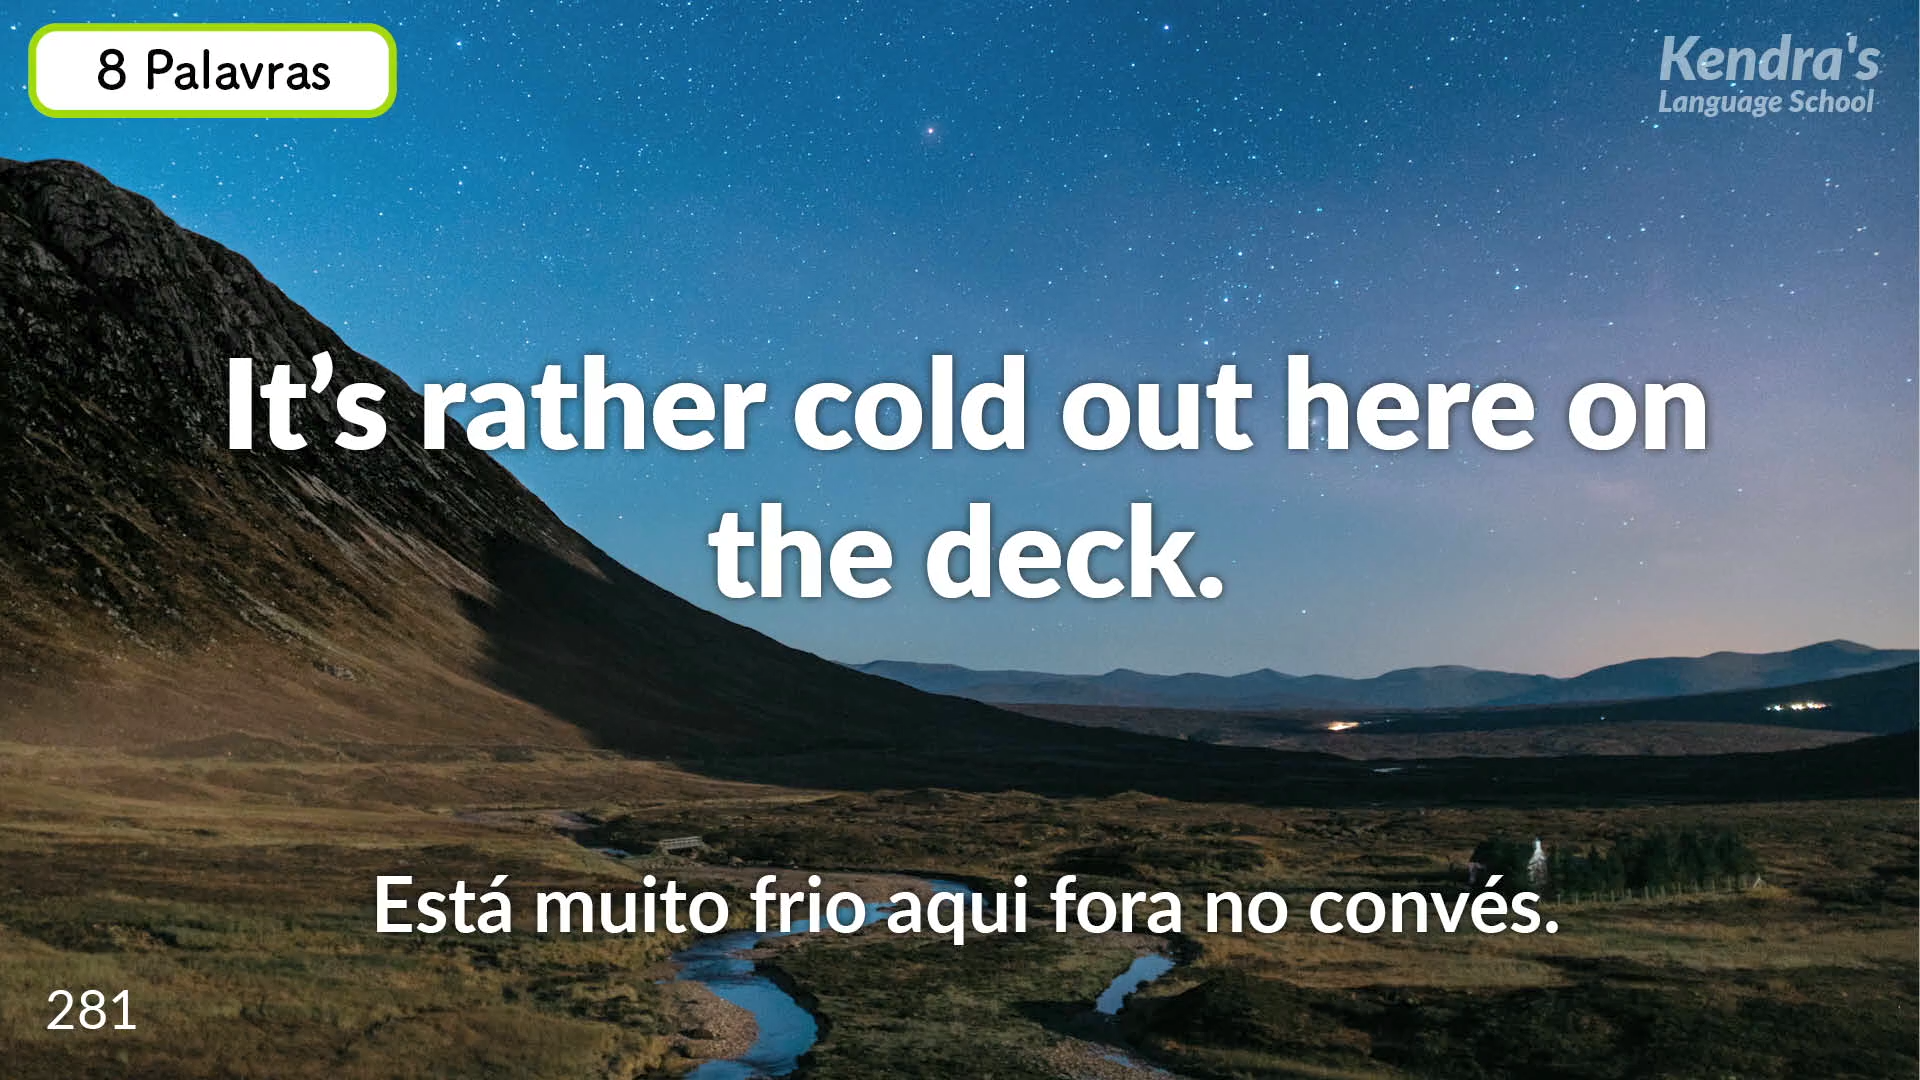 8 Palavras
Kendra's
Language School
It’s rather cold out here on
the deck.
Está muito frio aqui fora no convés.
281